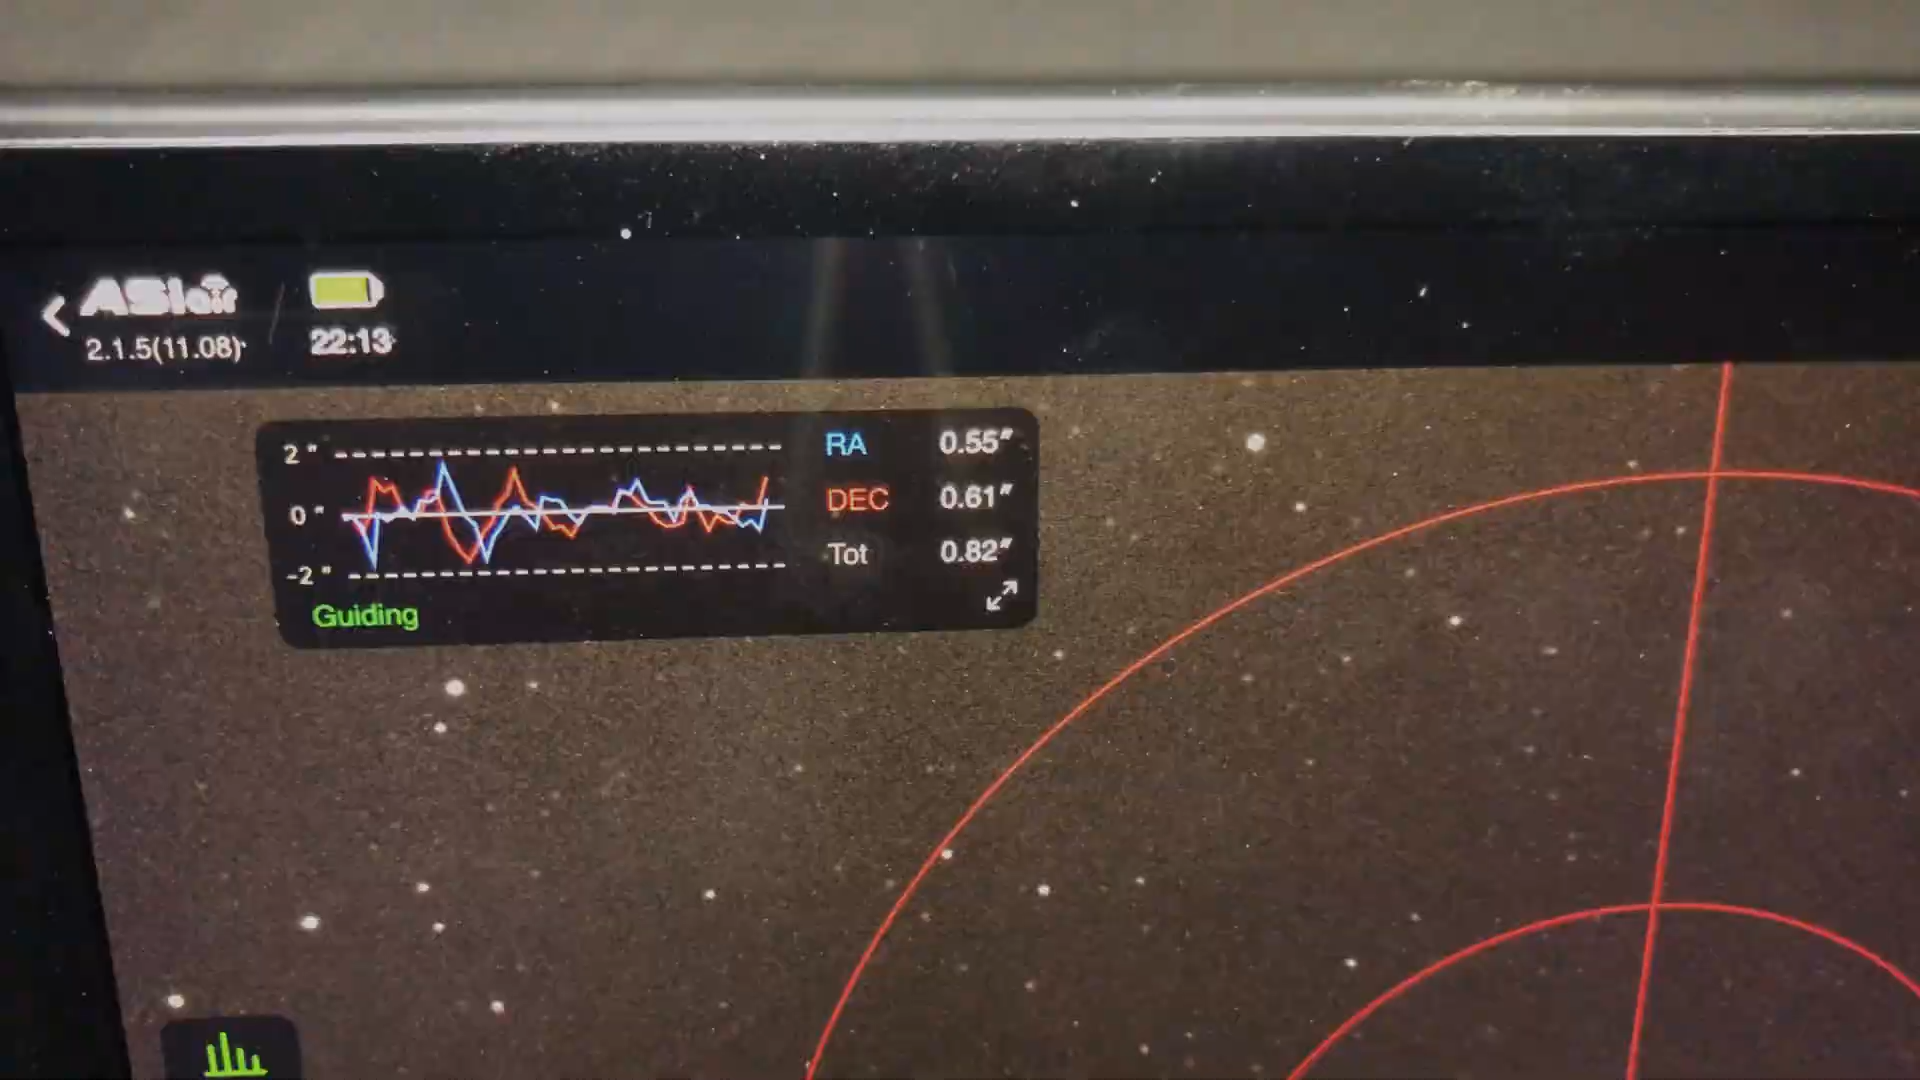 ASIair
2.1.5(11.08)
22:13
2"
0"
-2"
RA 0.55"
DEC 0.61"
Tot 0.82"
Guiding